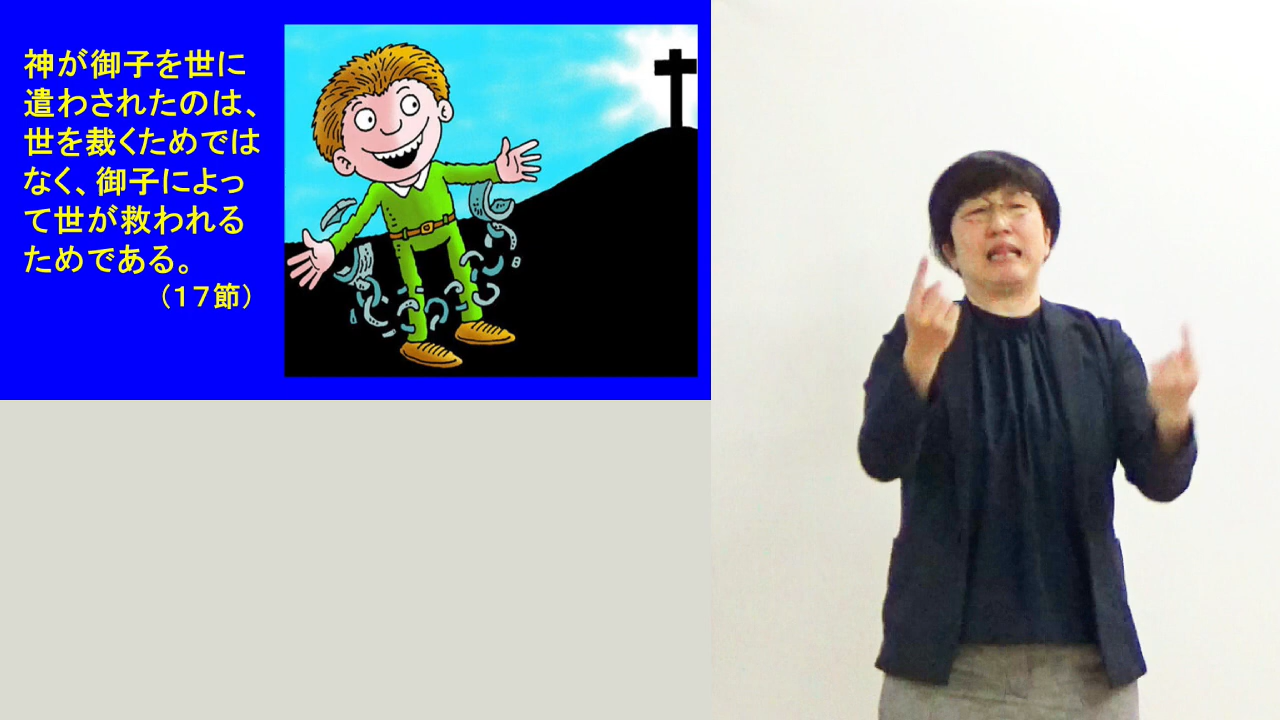 神が御子を世に
遣わされたのは、
世を裁くためでは
なく、御子によっ
て世が救われる
ためである。
（１７節）